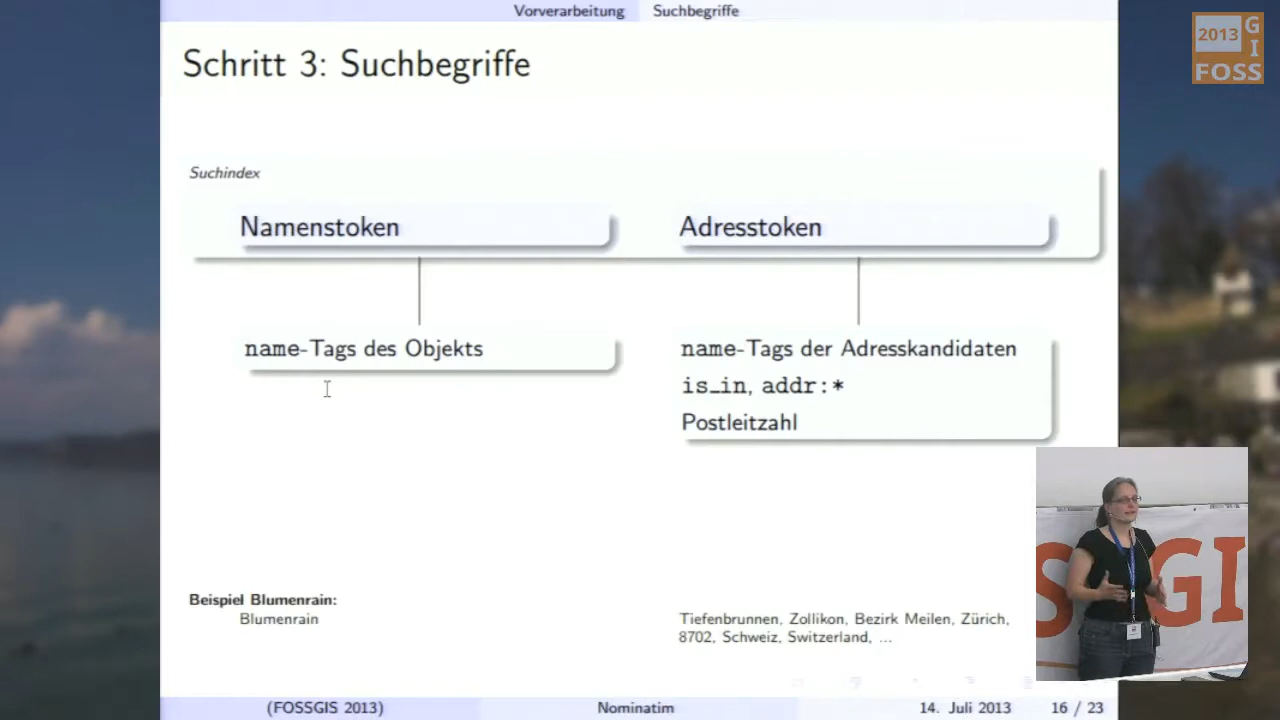 Vorverarbeitung Suchbegriffe
2013 G
I
FOSS
Schritt 3: Suchbegriffe
Suchindex
Namenstoken Adresstoken
name-Tags des Objekts
name-Tags der Adresskandidaten
is_in, addr:*
Postleitzahl
S GI
Beispiel Blumenrain:
Blumenrain
Tiefenbrunnen, Zollikon, Bezirk Meilen, Zürich,
8702, Schweiz, Switzerland, ...
(FOSSGIS 2013) Nominatim 14. Juli 2013 16 / 23